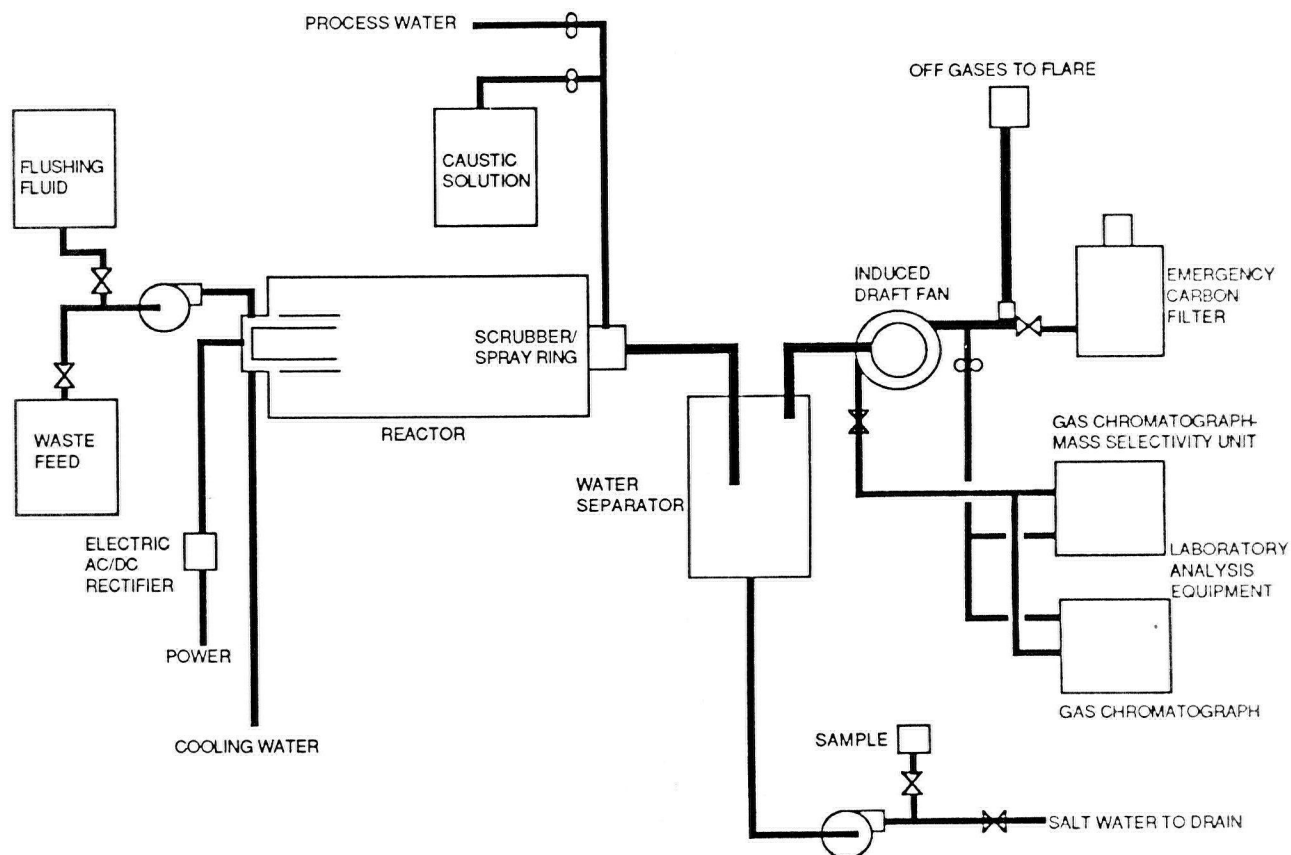 PROCESS WATER
OFF GASES TO FLARE
FLUSHING
FLUID
CAUSTIC
SOLUTION
INDUCED
DRAFT FAN
EMERGENCY
CARBON
FILTER
SCRUBBER/
SPRAY RING
REACTOR
WASTE
FEED
GAS CHROMATOGRAPH-
MASS SELECTIVITY UNIT
WATER
SEPARATOR
ELECTRIC
AC/DC
RECTIFIER
LABORATORY
ANALYSIS
EQUIPMENT
POWER
GAS CHROMATOGRAPH
COOLING WATER
SAMPLE
SALT WATER TO DRAIN